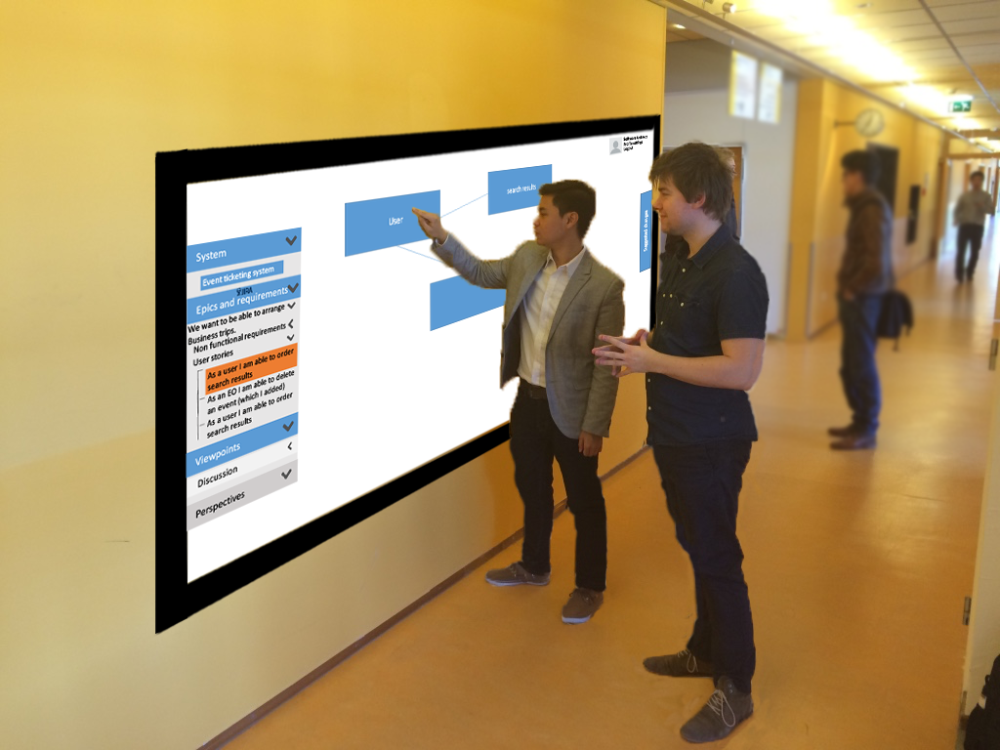 System
Event ticketing system
Epics and requirements
We want to be able to arrange
Business trips.
Non functional requirements
User stories
As a user I am able to order
search results
As an EO I am able to delete
an event (which I added)
As a user I am able to order
search results
Viewpoints
Discussion
Perspectives
User
search results
Suggested changes